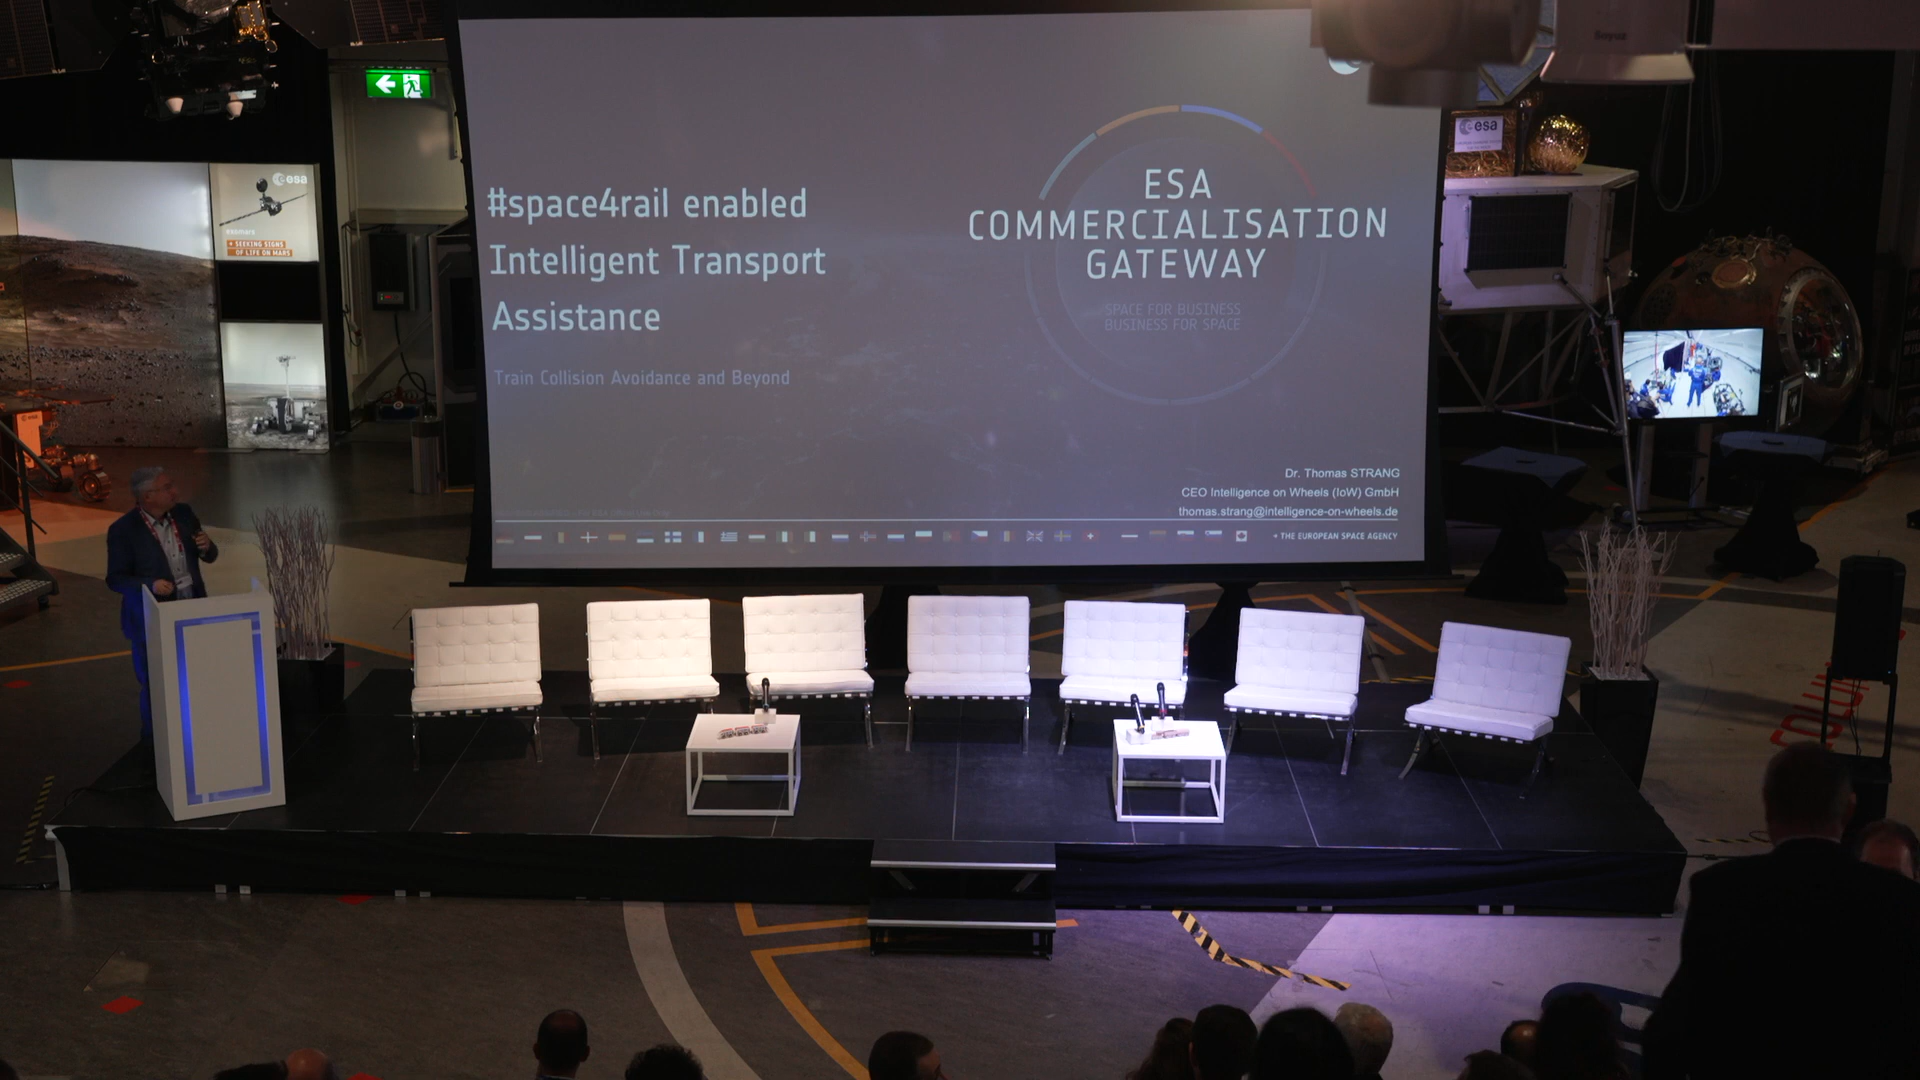 #space4rail enabled
Intelligent Transport
Assistance
Train Collision Avoidance and Beyond
ESA
COMMERCIALISATION
GATEWAY
SPACE FOR BUSINESS
BUSINESS FOR SPACE
Dr. Thomas STRANG
CEO Intelligence on Wheels (IoW) GmbH
thomas.strang@intelligence-on-wheels.de
→ THE EUROPEAN SPACE AGENCY
esa
exomars
→ SEEKING SIGNS
OF LIFE ON MARS
esa
Soyuz